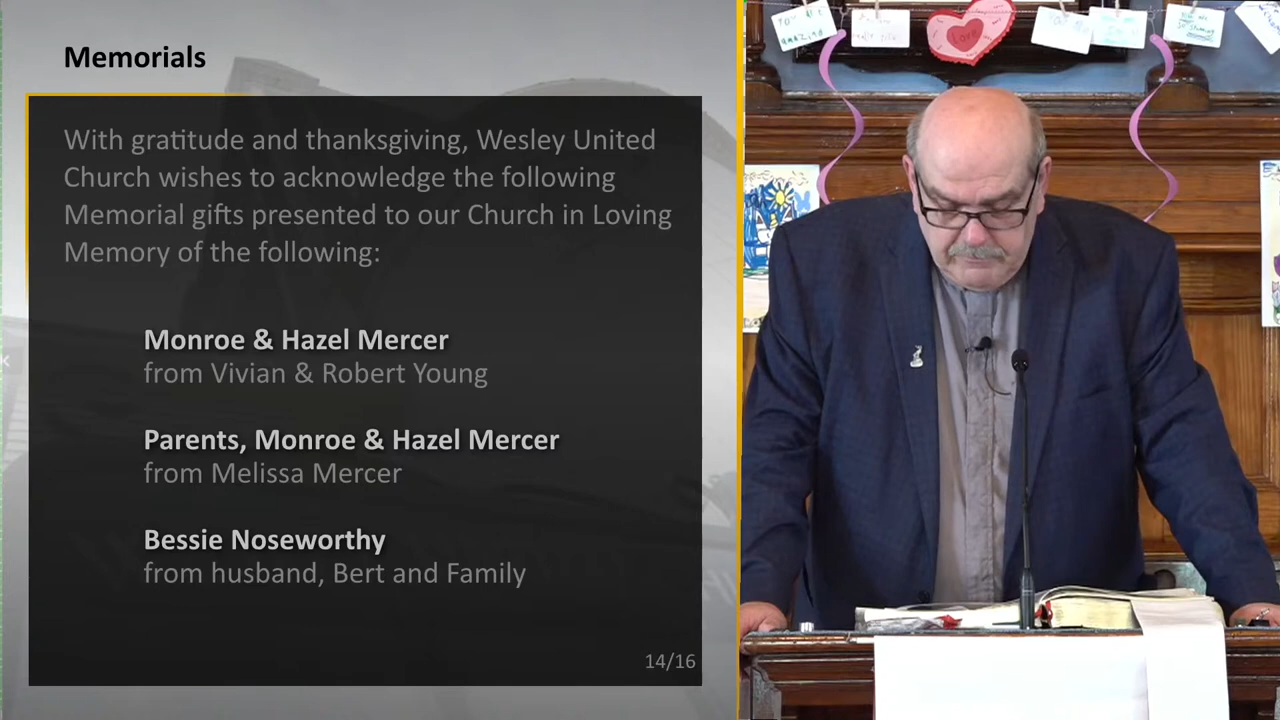 Memorials
With gratitude and thanksgiving, Wesley United
Church wishes to acknowledge the following
Memorial gifts presented to our Church in Loving
Memory of the following:
Monroe & Hazel Mercer
from Vivian & Robert Young
Parents, Monroe & Hazel Mercer
from Melissa Mercer
Bessie Noseworthy
from husband, Bert and Family
14/16
Love